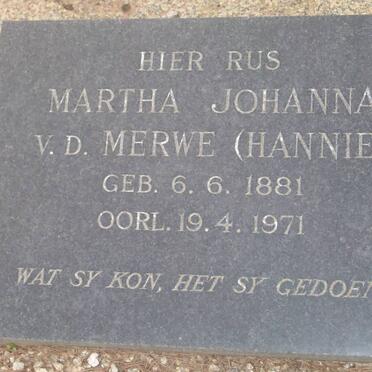 HIER RUS
MARTHA JOHANNA
V. D. MERWE (HANNIE
GEB. 6. 6. 1881
OORL. 19. 4. 1971
WAT SY KON, HET SY GEDOEN